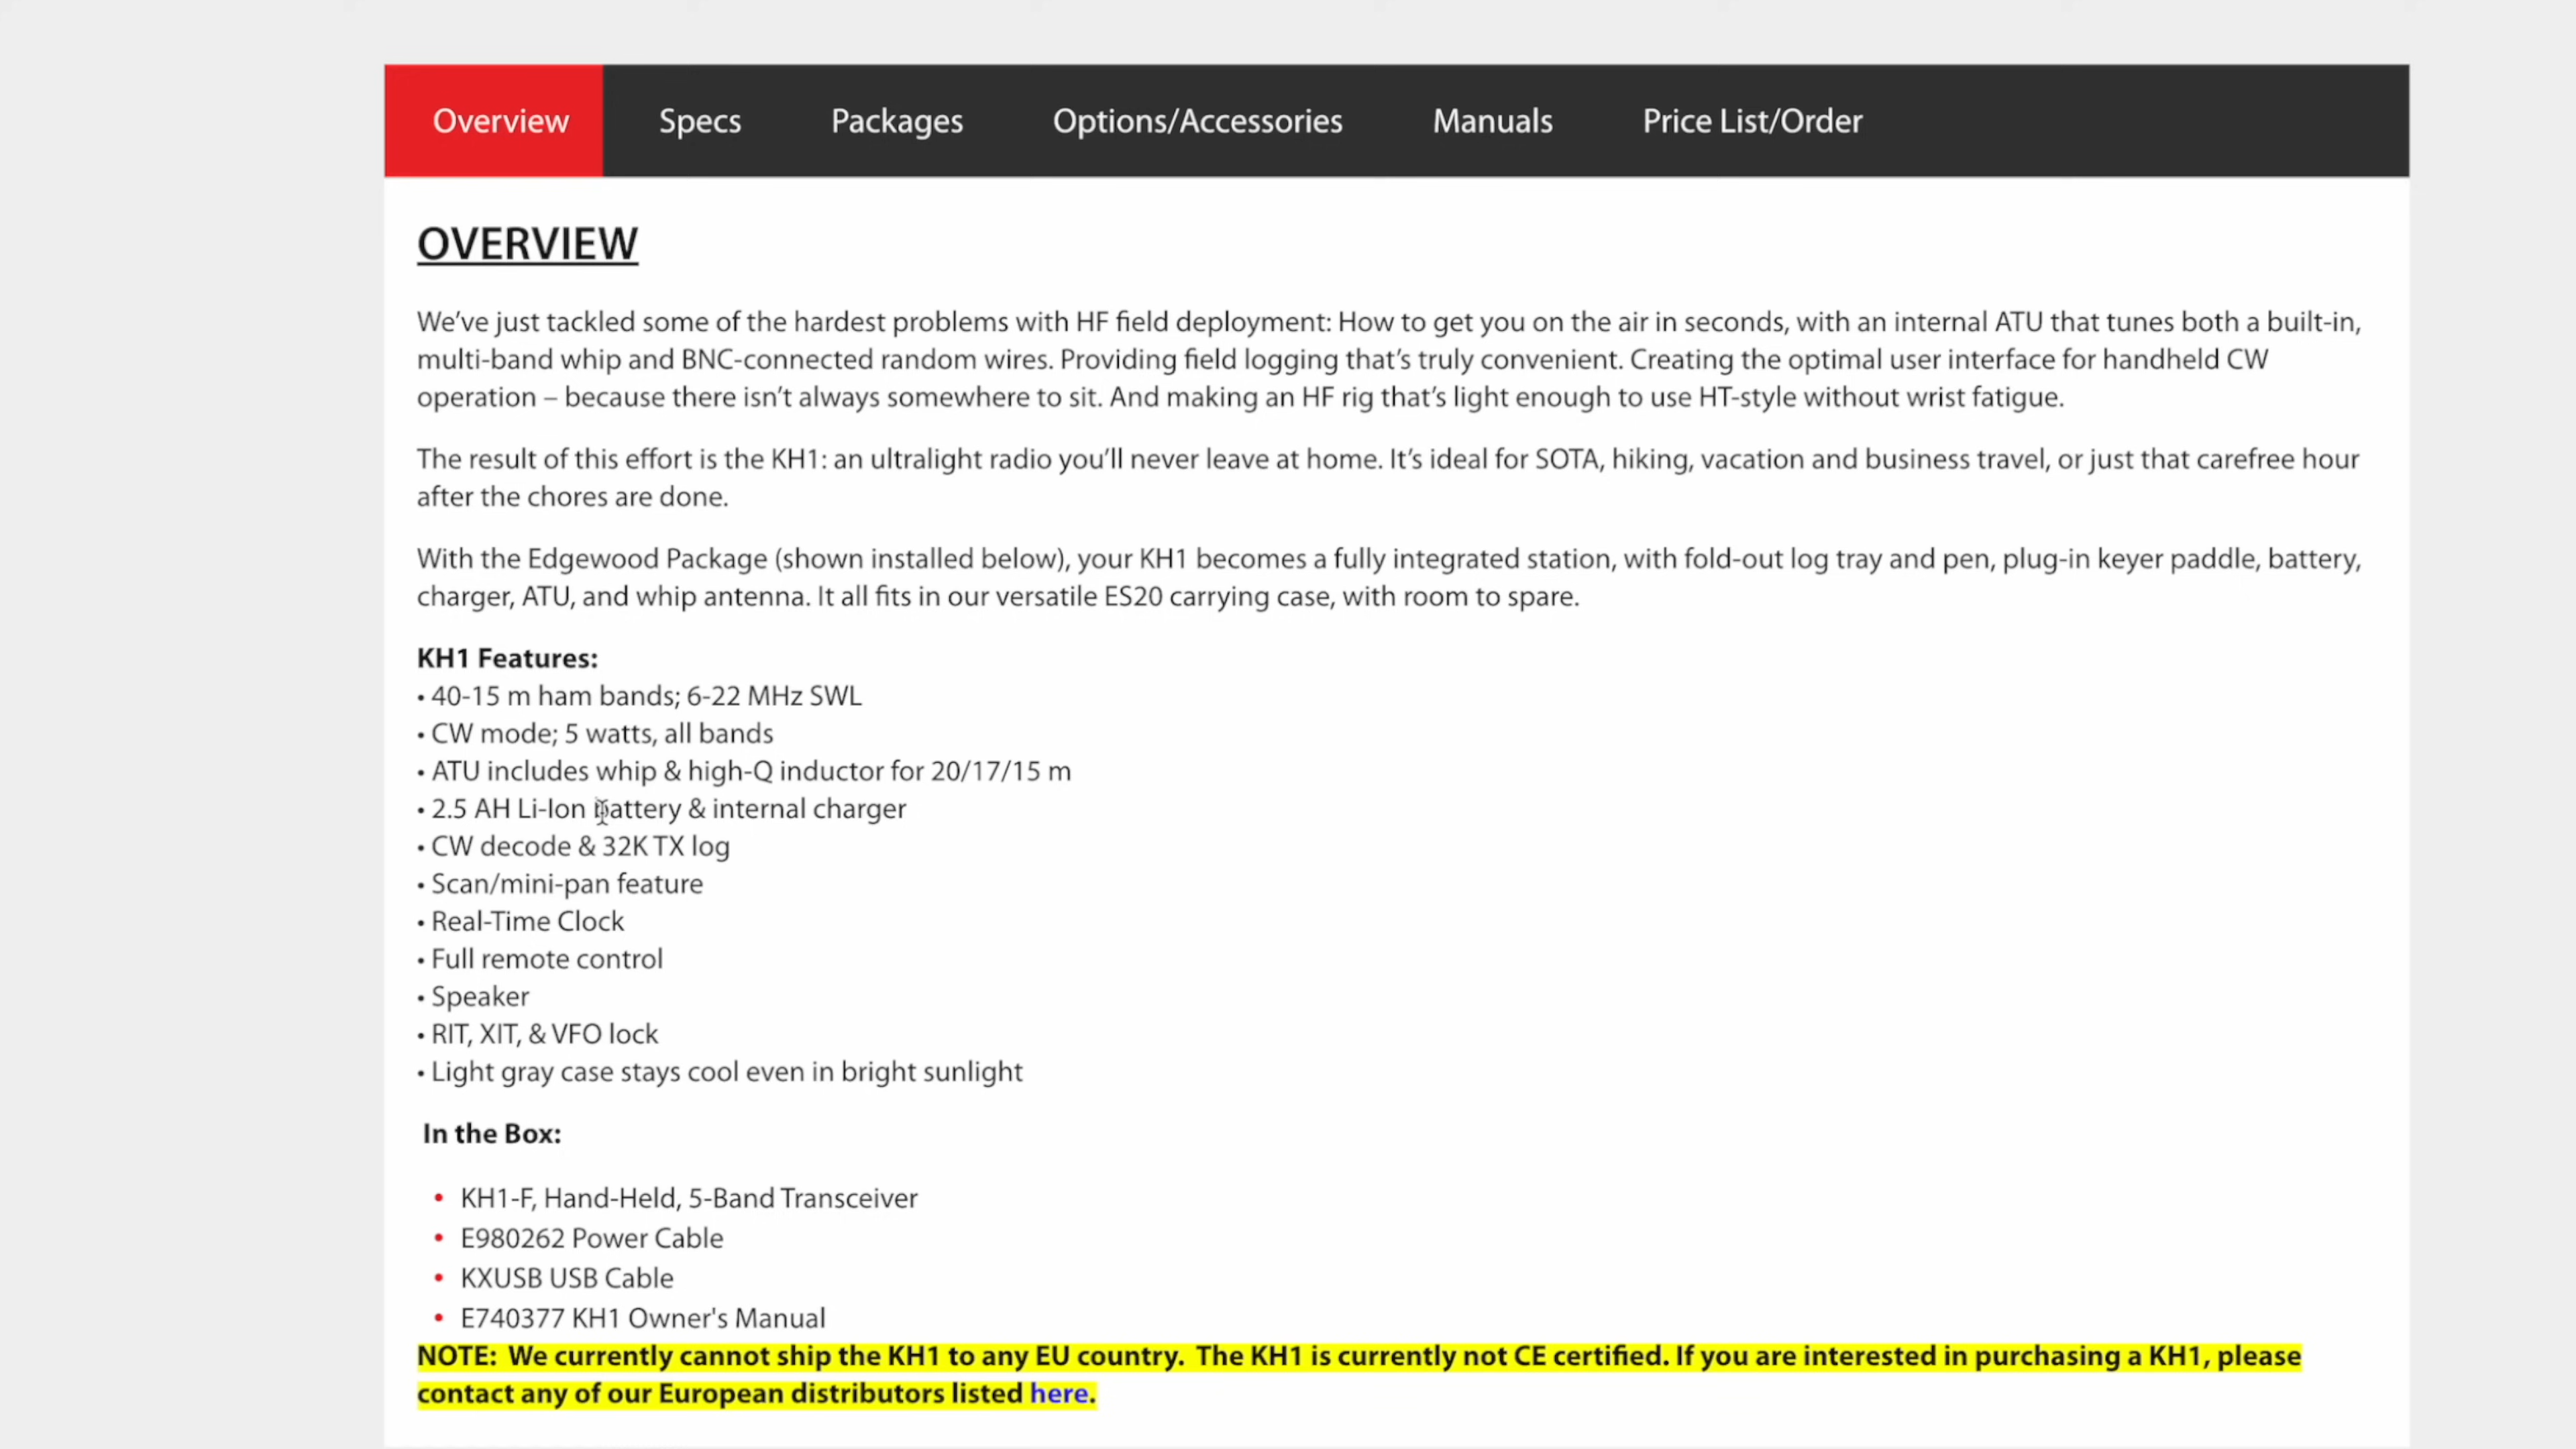 Overview Specs Packages Options/Accessories Manuals Price List/Order
OVERVIEW
We've just tackled some of the hardest problems with HF field deployment: How to get you on the air in seconds, with an internal ATU that tunes both a built-in,
multi-band whip and BNC-connected random wires. Providing field logging that's truly convenient. Creating the optimal user interface for handheld CW
operation – because there isn't always somewhere to sit. And making an HF rig that's light enough to use HT-style without wrist fatigue.
The result of this effort is the KH1: an ultralight radio you'll never leave at home. It's ideal for SOTA, hiking, vacation and business travel, or just that carefree hour
after the chores are done.
With the Edgewood Package (shown installed below), your KH1 becomes a fully integrated station, with fold-out log tray and pen, plug-in keyer paddle, battery,
charger, ATU, and whip antenna. It all fits in our versatile ES20 carrying case, with room to spare.
KH1 Features:
• 40-15 m ham bands; 6-22 MHz SWL
• CW mode; 5 watts, all bands
• ATU includes whip & high-Q inductor for 20/17/15 m
• 2.5 AH Li-Ion battery & internal charger
• CW decode & 32K TX log
• Scan/mini-pan feature
• Real-Time Clock
• Full remote control
• Speaker
• RIT, XIT, & VFO lock
• Light gray case stays cool even in bright sunlight
In the Box:
• KH1-F, Hand-Held, 5-Band Transceiver
• E980262 Power Cable
• KXUSB USB Cable
• E740377 KH1 Owner's Manual
NOTE: We currently cannot ship the KH1 to any EU country. The KH1 is currently not CE certified. If you are interested in purchasing a KH1, please
contact any of our European distributors listed here.